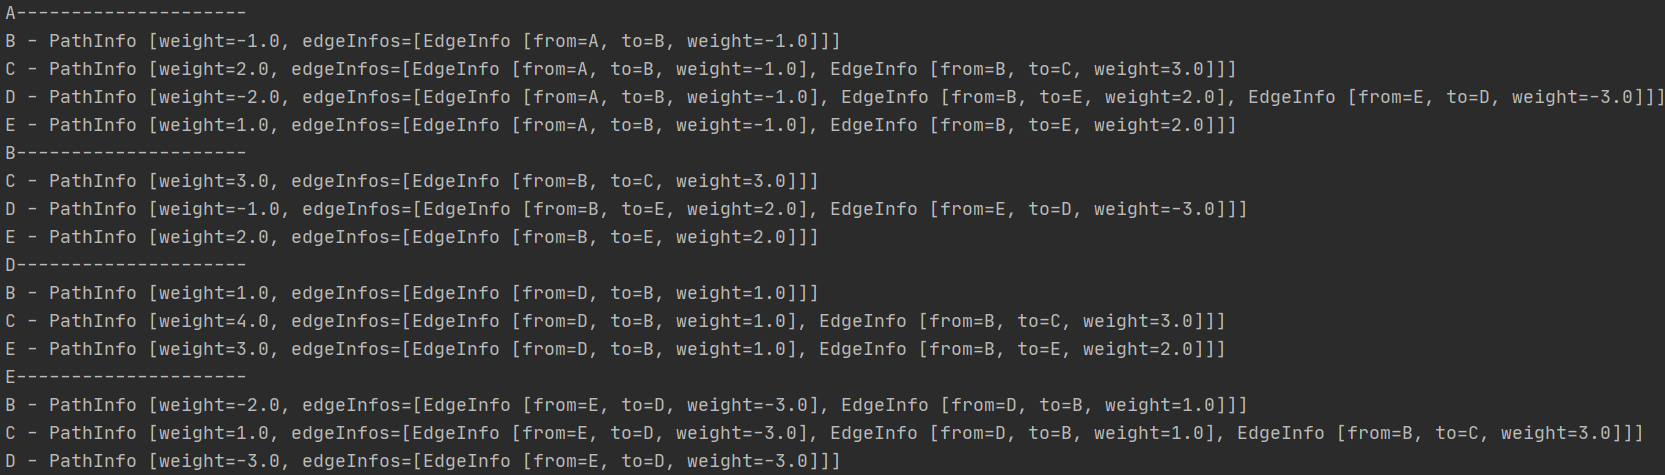 A---------------------
B - PathInfo [weight=-1.0, edgeInfos=[EdgeInfo [from=A, to=B, weight=-1.0]]]
C - PathInfo [weight=2.0, edgeInfos=[EdgeInfo [from=A, to=B, weight=-1.0], EdgeInfo [from=B, to=C, weight=3.0]]]
D - PathInfo [weight=-2.0, edgeInfos=[EdgeInfo [from=A, to=B, weight=-1.0], EdgeInfo [from=B, to=E, weight=2.0], EdgeInfo [from=E, to=D, weight=-3.0]]]
E - PathInfo [weight=1.0, edgeInfos=[EdgeInfo [from=A, to=B, weight=-1.0], EdgeInfo [from=B, to=E, weight=2.0]]]
B---------------------
C - PathInfo [weight=3.0, edgeInfos=[EdgeInfo [from=B, to=C, weight=3.0]]]
D - PathInfo [weight=-1.0, edgeInfos=[EdgeInfo [from=B, to=E, weight=2.0], EdgeInfo [from=E, to=D, weight=-3.0]]]
E - PathInfo [weight=2.0, edgeInfos=[EdgeInfo [from=B, to=E, weight=2.0]]]
D---------------------
B - PathInfo [weight=1.0, edgeInfos=[EdgeInfo [from=D, to=B, weight=1.0]]]
C - PathInfo [weight=4.0, edgeInfos=[EdgeInfo [from=D, to=B, weight=1.0], EdgeInfo [from=B, to=C, weight=3.0]]]
E - PathInfo [weight=3.0, edgeInfos=[EdgeInfo [from=D, to=B, weight=1.0], EdgeInfo [from=B, to=E, weight=2.0]]]
E---------------------
B - PathInfo [weight=-2.0, edgeInfos=[EdgeInfo [from=E, to=D, weight=-3.0], EdgeInfo [from=D, to=B, weight=1.0]]]
C - PathInfo [weight=1.0, edgeInfos=[EdgeInfo [from=E, to=D, weight=-3.0], EdgeInfo [from=D, to=B, weight=1.0], EdgeInfo [from=B, to=C, weight=3.0]]]
D - PathInfo [weight=-3.0, edgeInfos=[EdgeInfo [from=E, to=D, weight=-3.0]]]